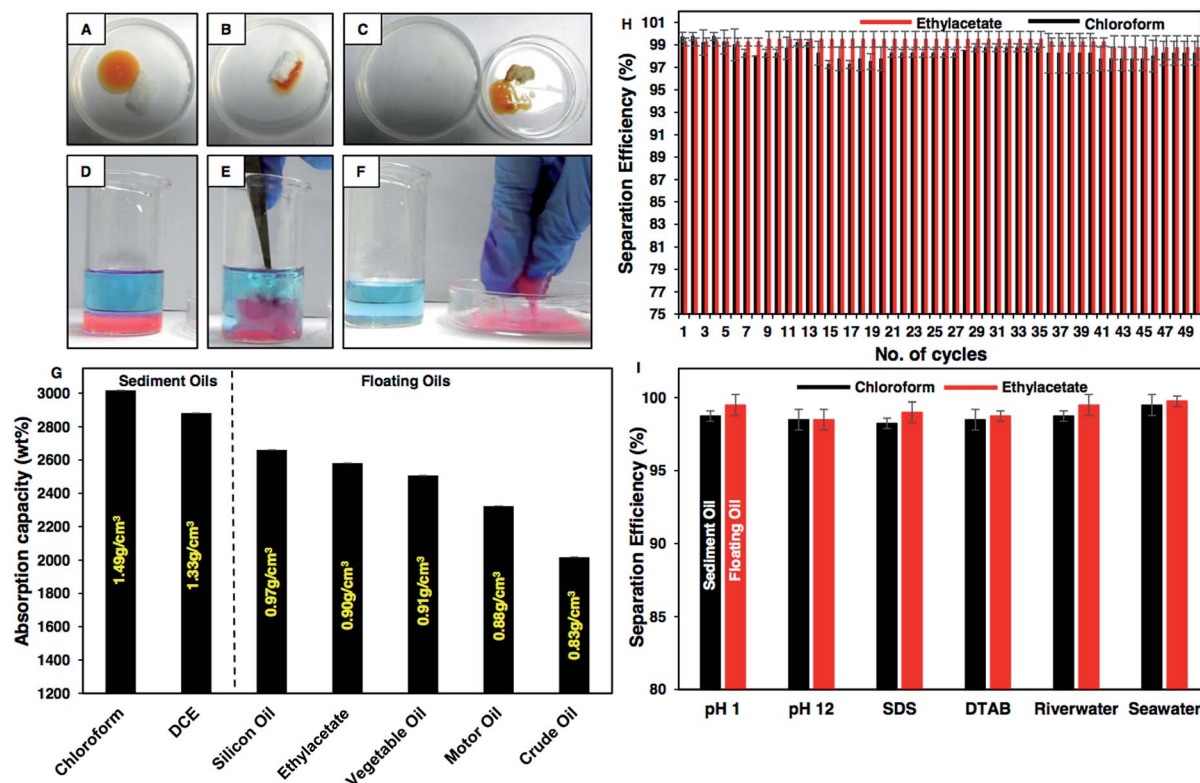 A
B
C
D
E
F
H
Separation Efficiency (%)
Ethylacetate
Chloroform
101
99
97
95
93
91
89
87
85
83
81
79
77
75
1 3 5 7 9 11 13 15 17 19 21 23 25 27 29 31 33 35 37 39 41 43 45 47 49
No. of cycles
G
Absorption capacity (wt%)
Sediment Oils
Floating Oils
3000
2800
2600
2400
2200
2000
1800
1600
1400
1200
1.49g/cm³
1.33g/cm³
0.97g/cm³
0.90g/cm³
0.91g/cm³
0.88g/cm³
0.83g/cm³
Chloroform
DCE
Silicon Oil
Ethylacetate
Vegetable Oil
Motor Oil
Crude Oil
I
Separation Efficiency (%)
Chloroform
Ethylacetate
100
95
90
85
80
Sediment Oil
Floating Oil
pH 1 pH 12 SDS DTAB Riverwater Seawater